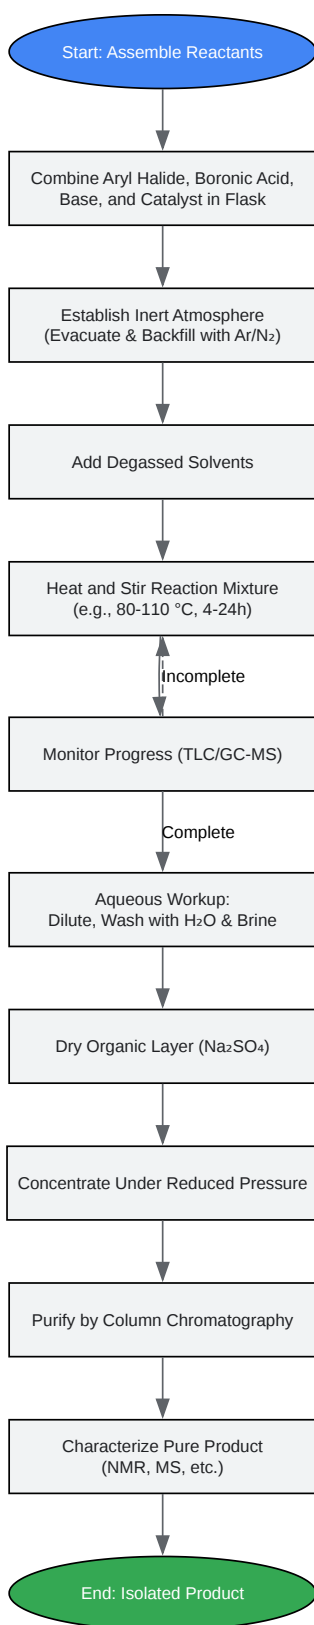 Start: Assemble Reactants
Combine Aryl Halide, Boronic Acid,
Base, and Catalyst in Flask
Establish Inert Atmosphere
(Evacuate & Backfill with Ar/N₂)
Add Degassed Solvents
Heat and Stir Reaction Mixture
(e.g., 80-110 °C, 4-24h)
Incomplete
Monitor Progress (TLC/GC-MS)
Complete
Aqueous Workup:
Dilute, Wash with H₂O & Brine
Dry Organic Layer (Na₂SO₄)
Concentrate Under Reduced Pressure
Purify by Column Chromatography
Characterize Pure Product
(NMR, MS, etc.)
End: Isolated Product